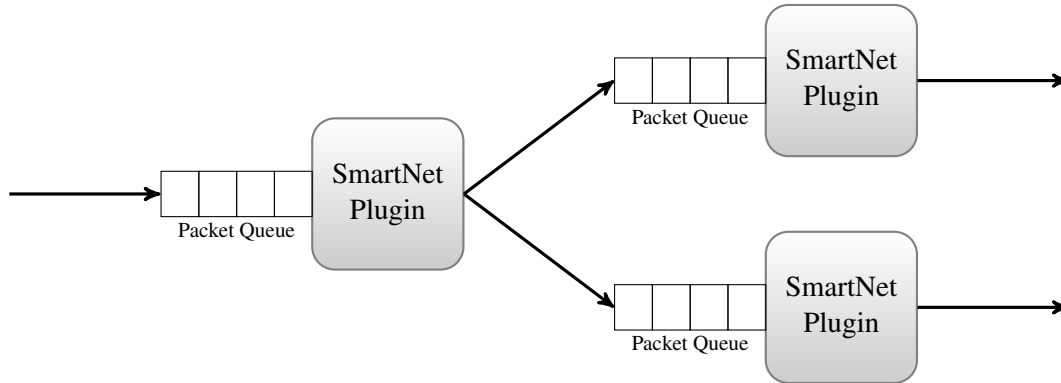 SmartNet
Plugin
Packet Queue
SmartNet
Plugin
Packet Queue
SmartNet
Plugin
Packet Queue